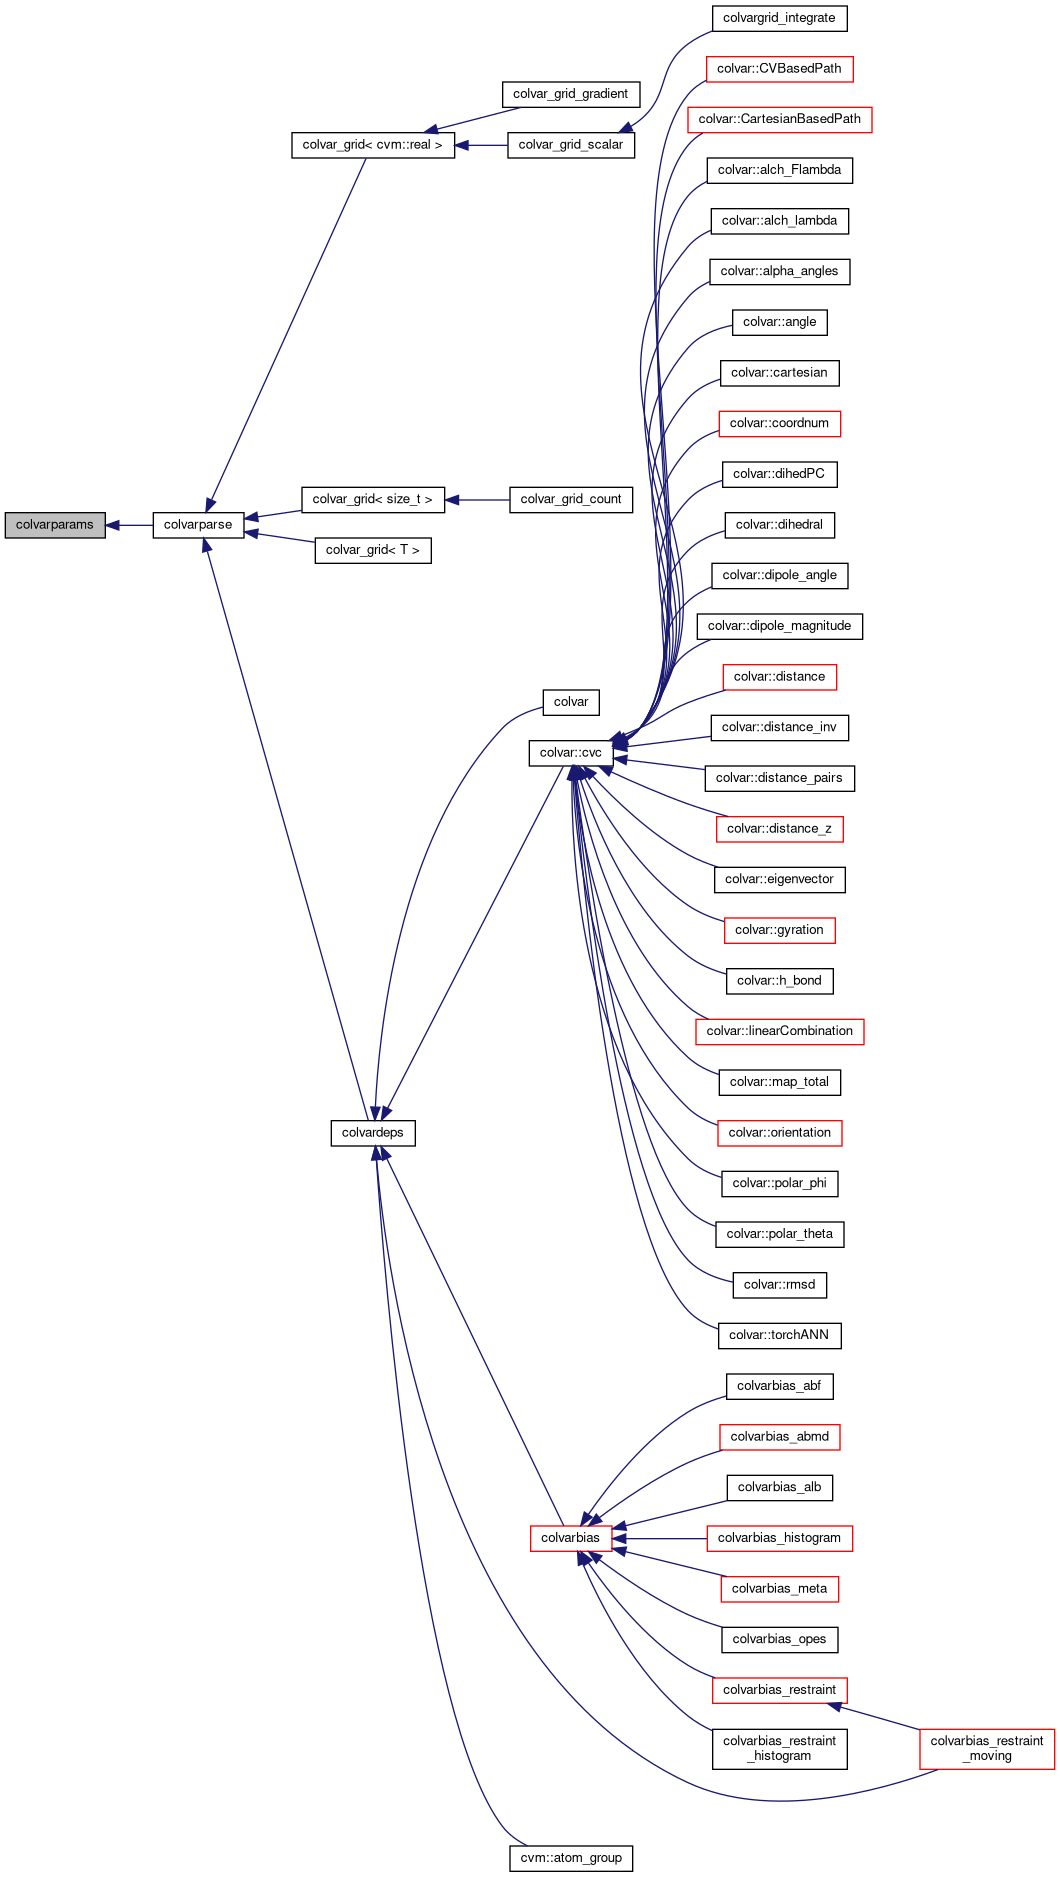 colvargrid_integrate
colvar::CVBasedPath
colvar_grid_gradient
colvar::CartesianBasedPath
colvar_grid< cvm::real >
colvar_grid_scalar
colvar::alch_Flambda
colvar::alch_lambda
colvar::alpha_angles
colvar::angle
colvar::cartesian
colvar::coordnum
colvar::dihedPC
colvar_grid< size_t >
colvar_grid_count
colvarparams
colvarparse
colvar::dihedral
colvar_grid< T >
colvar::dipole_angle
colvar::dipole_magnitude
colvar::distance
colvar
colvar::distance_inv
colvar::cvc
colvar::distance_pairs
colvar::distance_z
colvar::eigenvector
colvar::gyration
colvar::h_bond
colvar::linearCombination
colvar::map_total
colvardeps
colvar::orientation
colvar::polar_phi
colvar::polar_theta
colvar::rmsd
colvar::torchANN
colvarbias_abf
colvarbias_abmd
colvarbias_alb
colvarbias
colvarbias_histogram
colvarbias_meta
colvarbias_opes
colvarbias_restraint
colvarbias_restraint
_histogram
colvarbias_restraint
_moving
cvm::atom_group